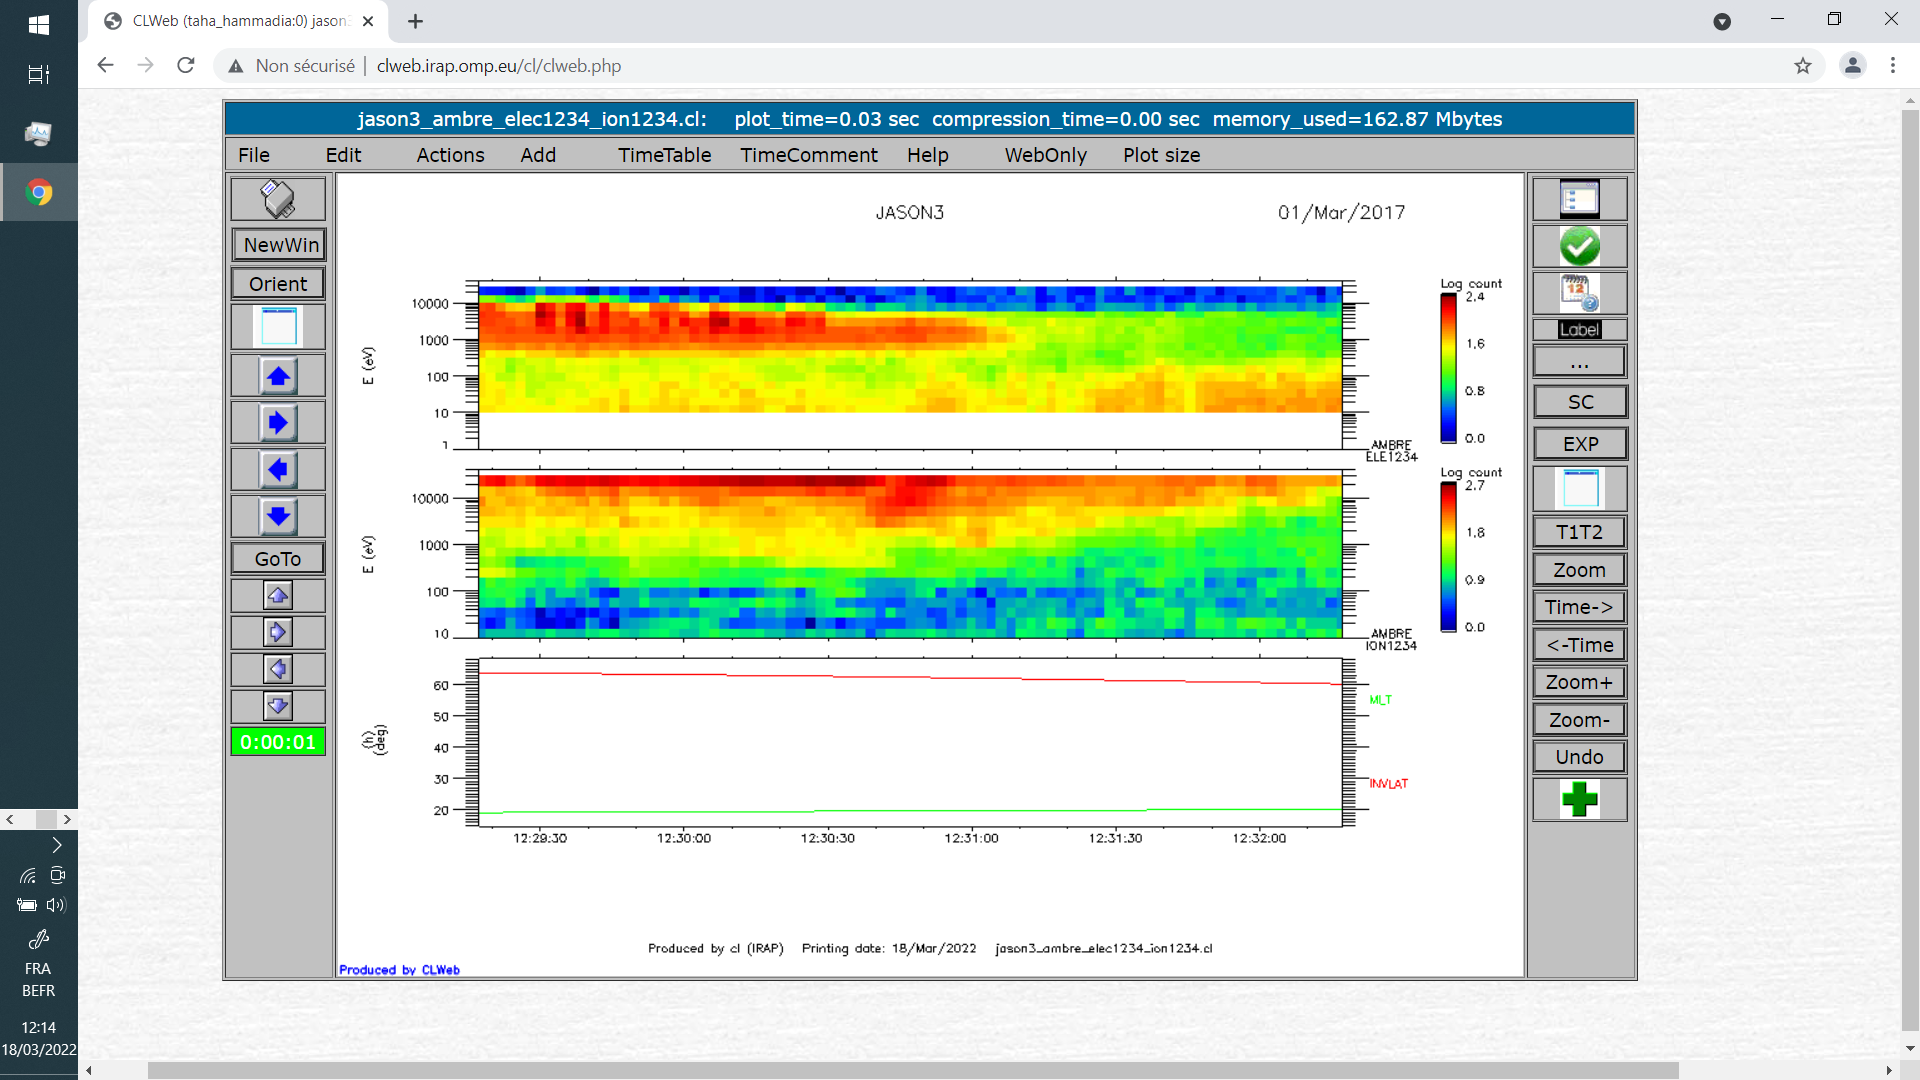 CLWeb (taha_hammadia:0) jason3
Non sécurisé | clweb.irap.omp.eu/cl/clweb.php
jason3_ambre_elec1234_ion1234.cl: plot_time=0.03 sec compression_time=0.00 sec memory_used=162.87 Mbytes
File Edit Actions Add TimeTable TimeComment Help WebOnly Plot size
NewWin
Orient
GoTo
0:00:01
JASON3 01/Mar/2017
10000
1000
100
10
1
E (eV)
Log count
2.4
1.6
0.8
0.0
AMBRE
ELE1234
10000
1000
100
10
E (eV)
Log count
2.7
1.8
0.9
0.0
AMBRE
ION1234
60
50
40
30
20
(h)
(deg)
MLT
INVLAT
12:29:30 12:30:00 12:30:30 12:31:00 12:31:30 12:32:00
Produced by cl (IRAP) Printing date: 18/Mar/2022 jason3_ambre_elec1234_ion1234.cl
Produced by CLWeb
12
Label
...
SC
EXP
T1T2
Zoom
Time->
<-Time
Zoom+
Zoom-
Undo
FRA
BEFR
12:14
18/03/2022